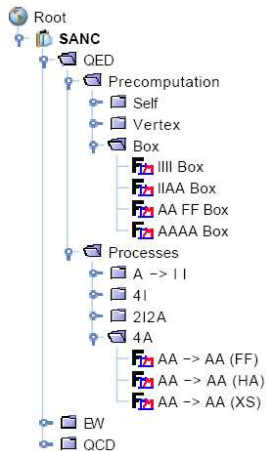 Root
SANC
QED
Precomputation
Self
Vertex
Box
llll Box
llAA Box
AA FF Box
AAAA Box
Processes
A -> l l
4l
2l2A
4A
AA -> AA (FF)
AA -> AA (HA)
AA -> AA (XS)
EW
QCD